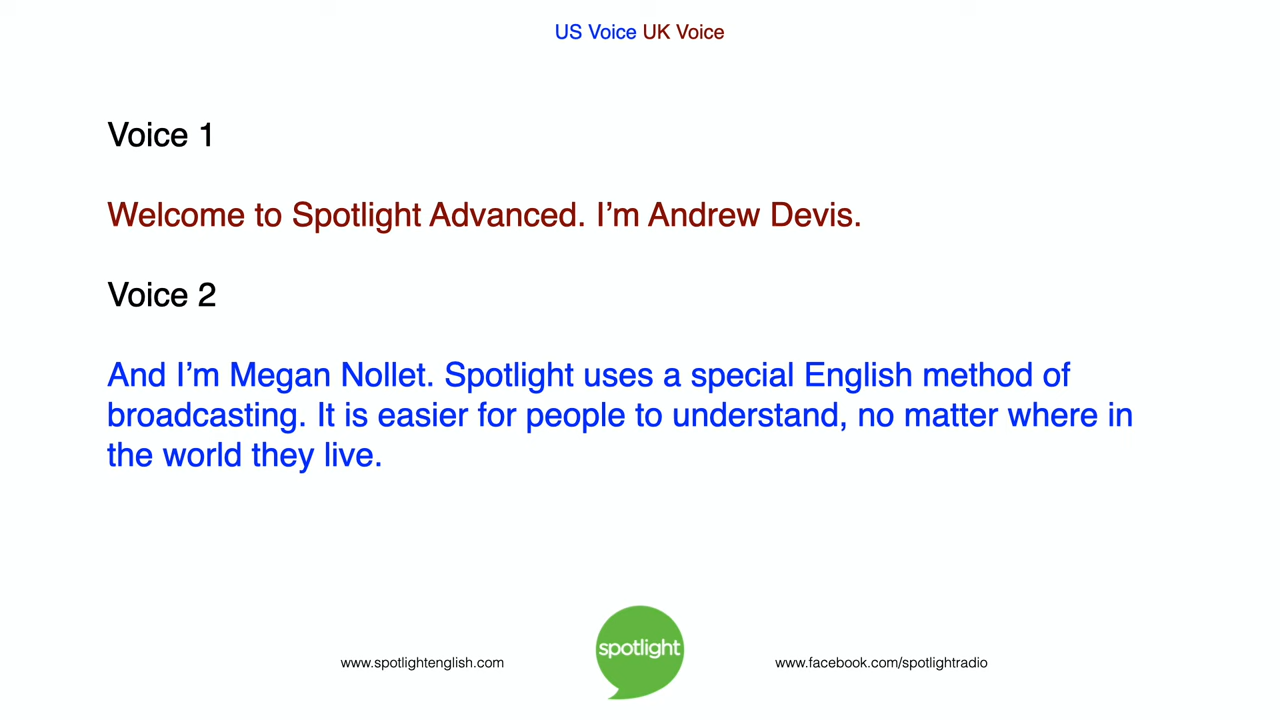 US Voice UK Voice
Voice 1
Welcome to Spotlight Advanced. I’m Andrew Devis.
Voice 2
And I’m Megan Nollet. Spotlight uses a special English method of
broadcasting. It is easier for people to understand, no matter where in
the world they live.
www.spotlightenglish.com
spotlight
www.facebook.com/spotlightradio